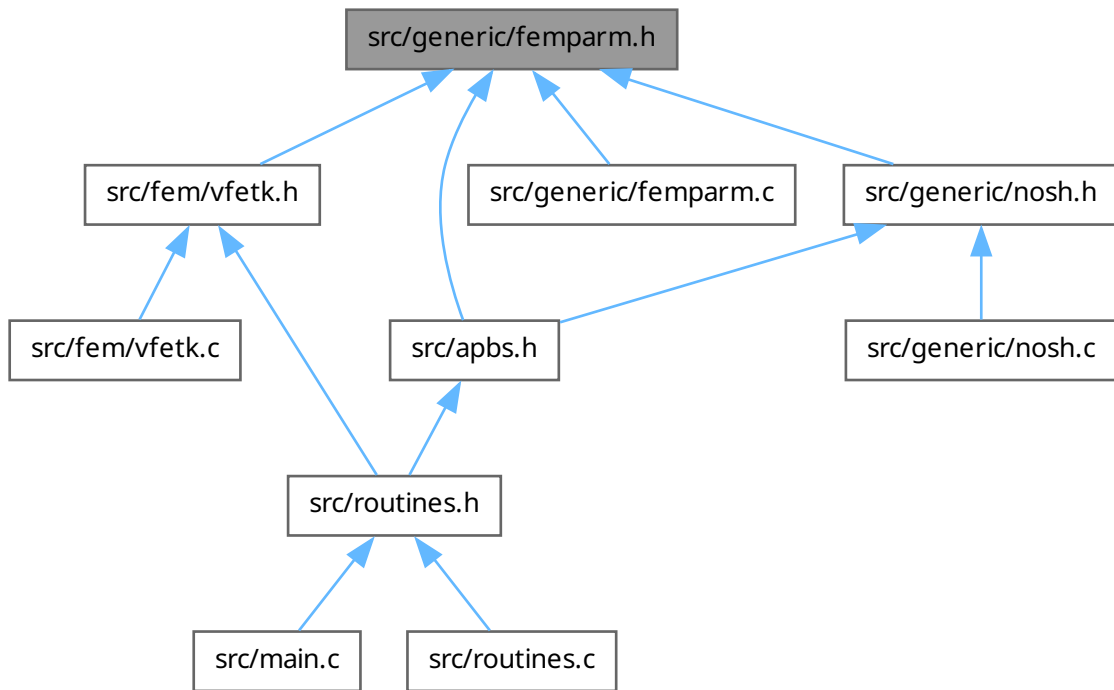 src/generic/femparm.h
src/fem/vfetk.h
src/generic/femparm.c
src/generic/nosh.h
src/fem/vfetk.c
src/apbs.h
src/generic/nosh.c
src/routines.h
src/main.c
src/routines.c